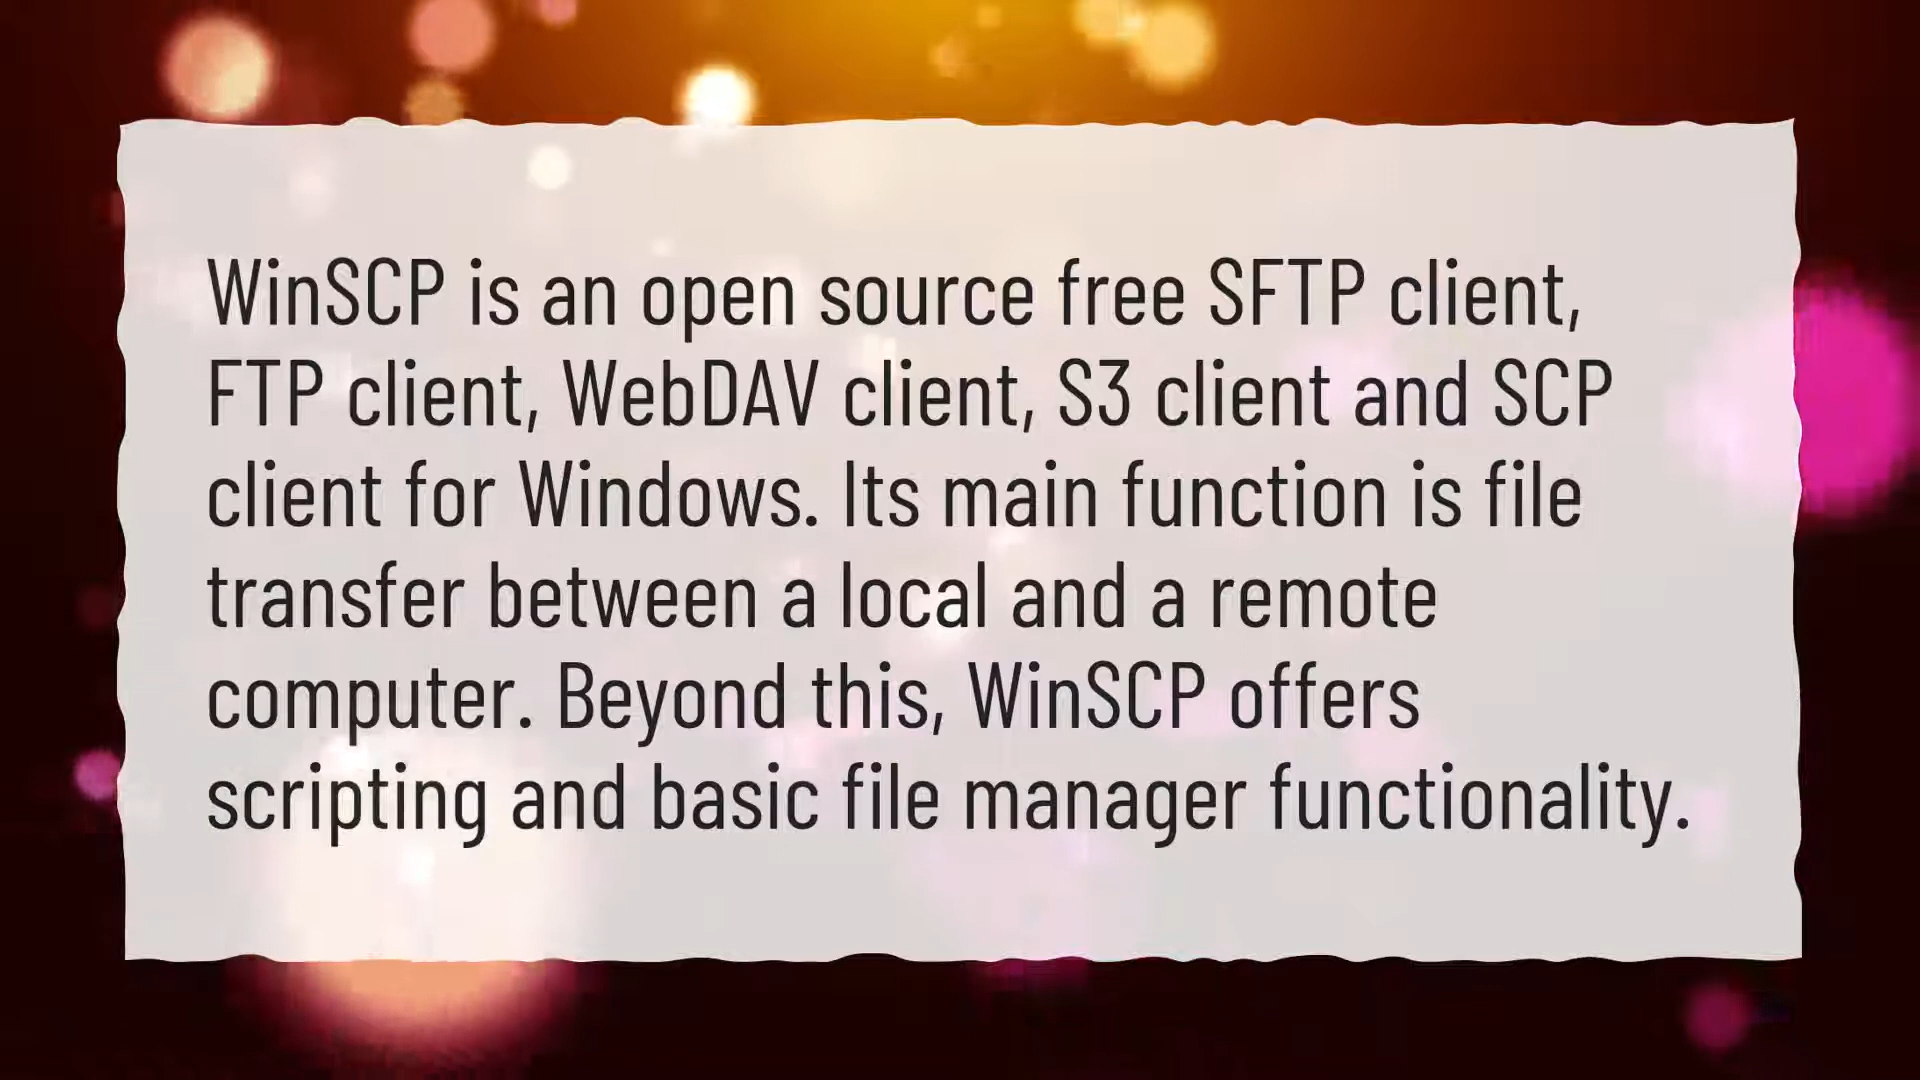 WinSCP is an open source free SFTP client,
FTP client, WebDAV client, S3 client and SCP
client for Windows. Its main function is file
transfer between a local and a remote
computer. Beyond this, WinSCP offers
scripting and basic file manager functionality.